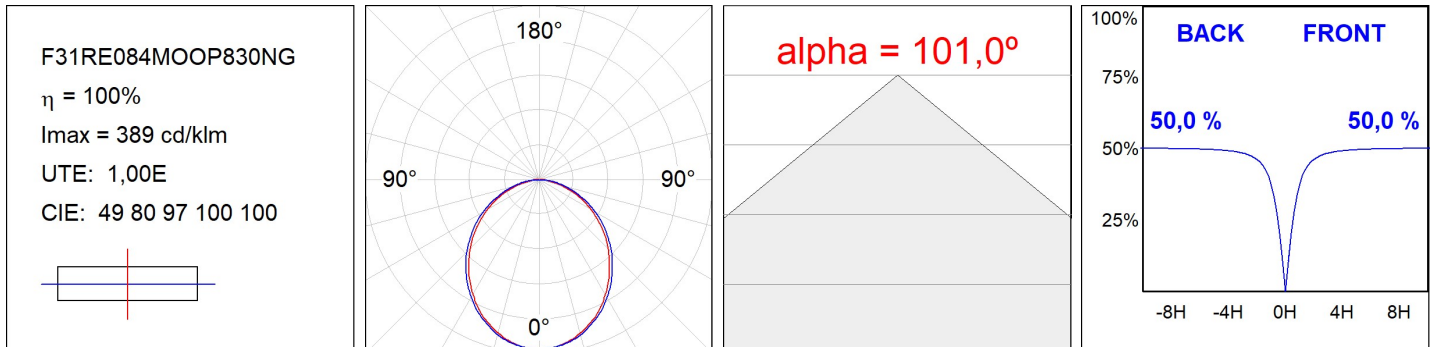 F31RE084MOOP830NG
η = 100%
Imax = 389 cd/klm
UTE: 1,00E
CIE: 49 80 97 100 100
180°
90° 90°
0°
alpha = 101,0º
100%
BACK FRONT
75%
50,0 % 50,0 %
50%
25%
-8H -4H 0H 4H 8H